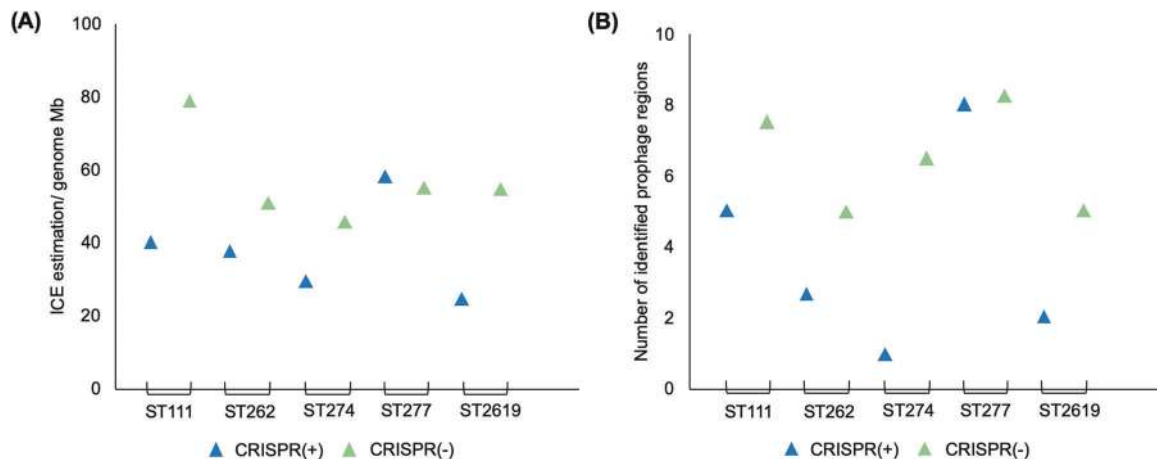 (A)
100
80
60
40
20
0
ICE estimation/ genome Mb
ST111 ST262 ST274 ST277 ST2619
CRISPR(+) CRISPR(-)
(B)
10
8
6
4
2
0
Number of identified prophage regions
ST111 ST262 ST274 ST277 ST2619
CRISPR(+) CRISPR(-)